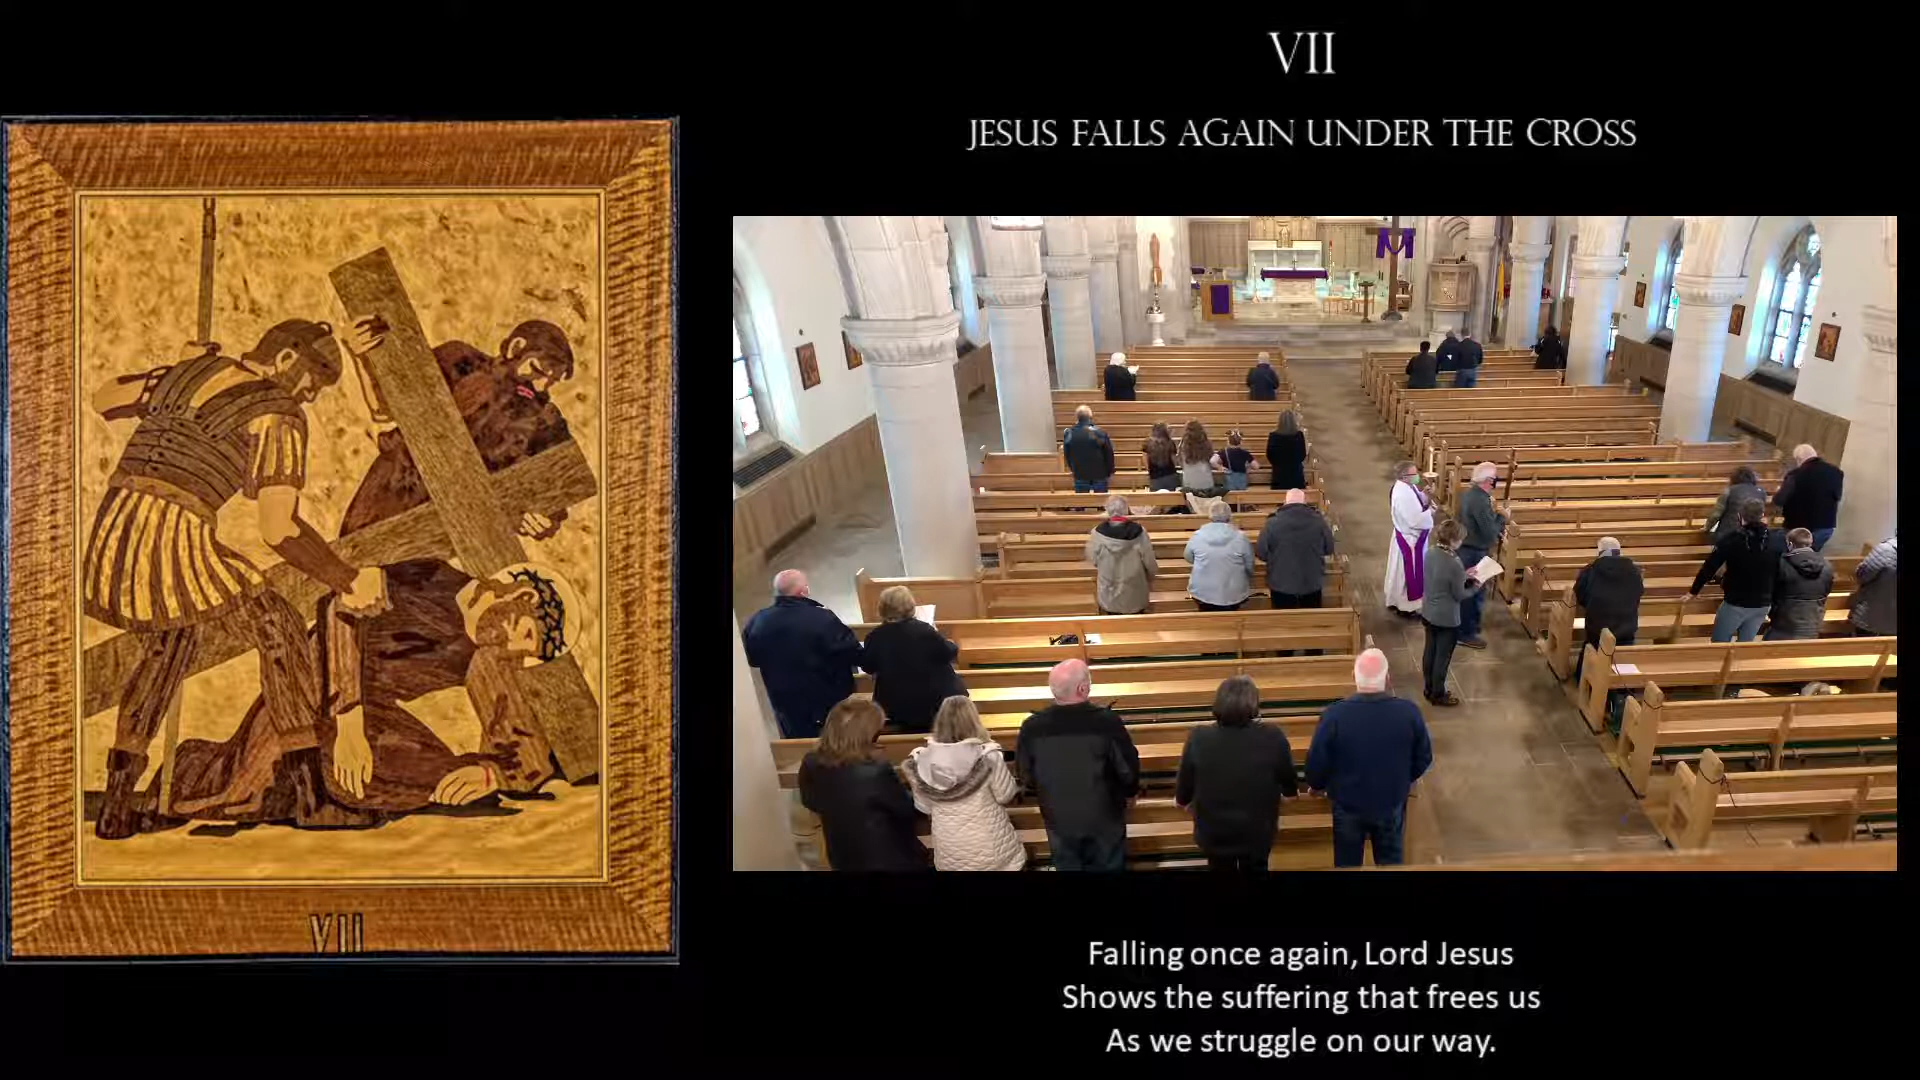 VII
JESUS FALLS AGAIN UNDER THE CROSS
VII
Falling once again, Lord Jesus
Shows the suffering that frees us
As we struggle on our way.